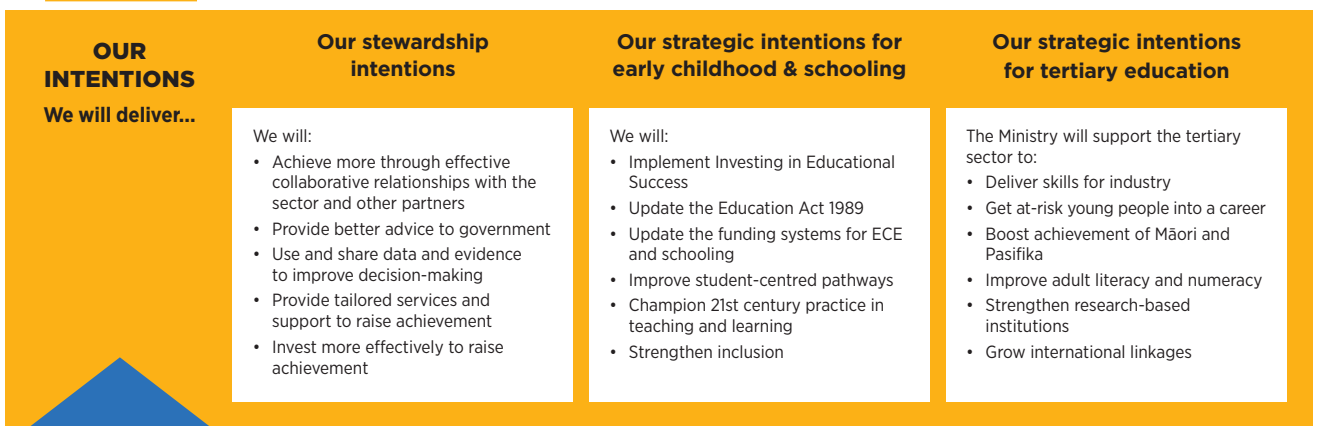 OUR
INTENTIONS
We will deliver...
Our stewardship
intentions
We will:
• Achieve more through effective
collaborative relationships with the
sector and other partners
• Provide better advice to government
• Use and share data and evidence
to improve decision-making
• Provide tailored services and
support to raise achievement
• Invest more effectively to raise
achievement
Our strategic intentions for
early childhood & schooling
We will:
• Implement Investing in Educational
Success
• Update the Education Act 1989
• Update the funding systems for ECE
and schooling
• Improve student-centred pathways
• Champion 21st century practice in
teaching and learning
• Strengthen inclusion
Our strategic intentions
for tertiary education
The Ministry will support the tertiary
sector to:
• Deliver skills for industry
• Get at-risk young people into a career
• Boost achievement of Māori and
Pasifika
• Improve adult literacy and numeracy
• Strengthen research-based
institutions
• Grow international linkages